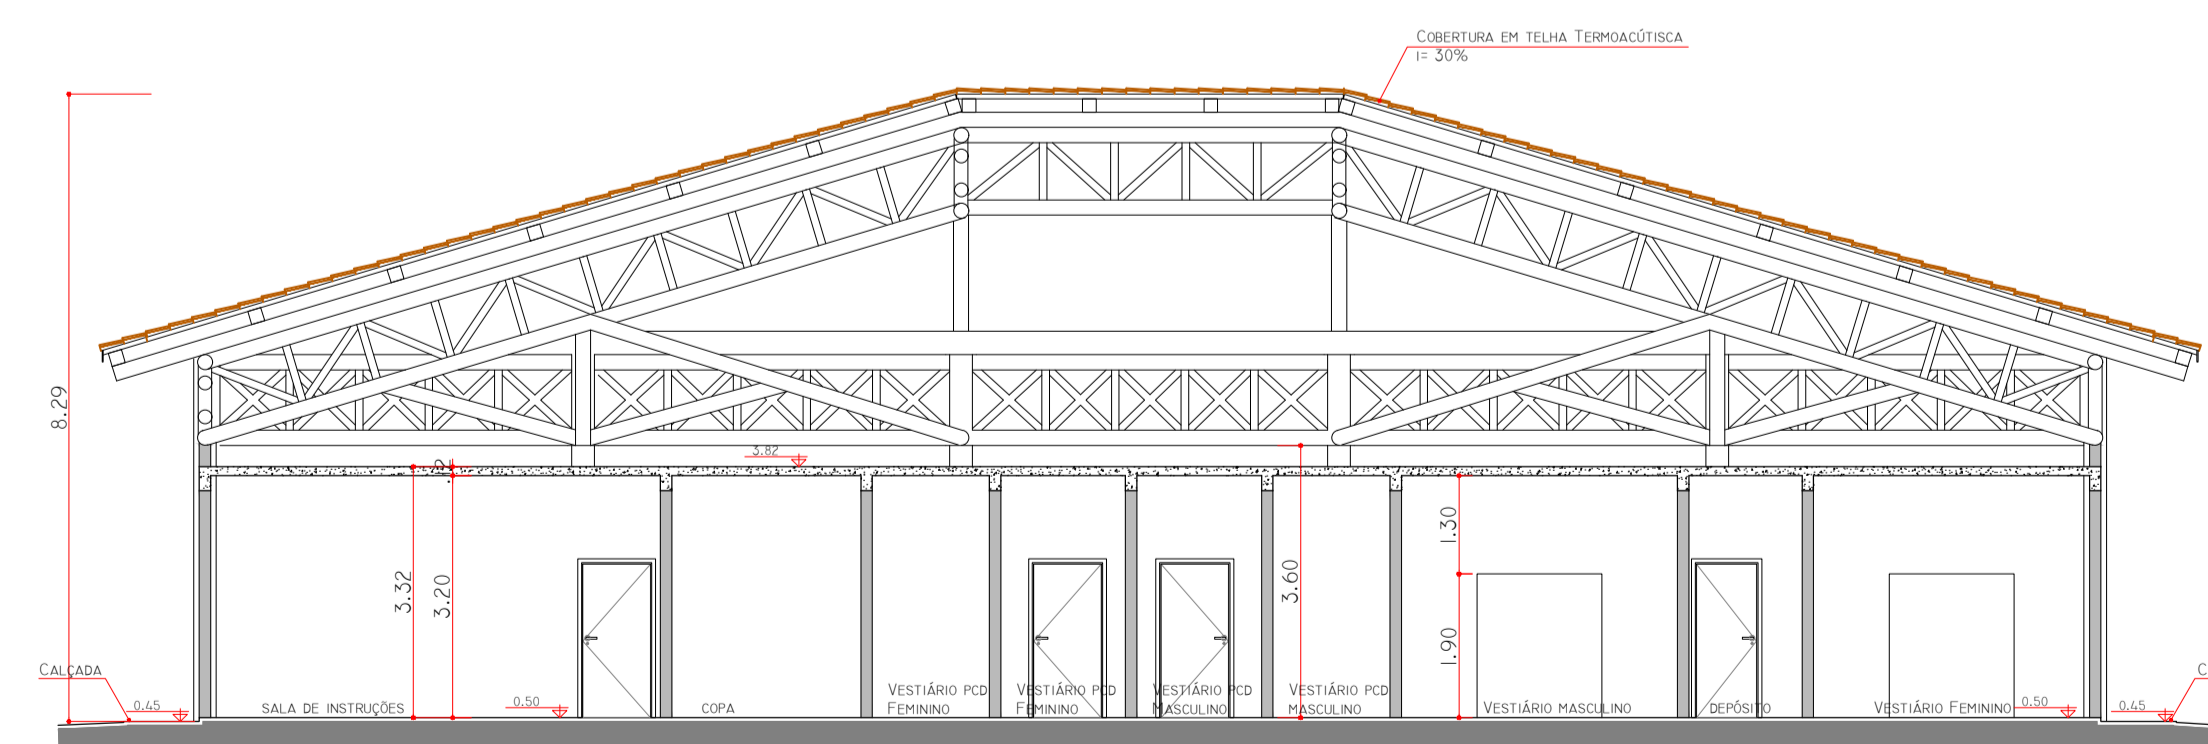 COBERTURA EM TELHA TERMOACÚTISCA
I= 30%
8.29
3.82
3.32
3.20
3.60
1.30
1.90
CALÇADA
0.45
SALA DE INSTRUÇÕES
0.50
COPA
VESTIÁRIO PCD
FEMININO
VESTIÁRIO PCD
FEMININO
VESTIÁRIO PCD
MASCULINO
VESTIÁRIO PCD
MASCULINO
VESTIÁRIO MASCULINO
DEPÓSITO
VESTIÁRIO FEMININO
0.50
0.45
C